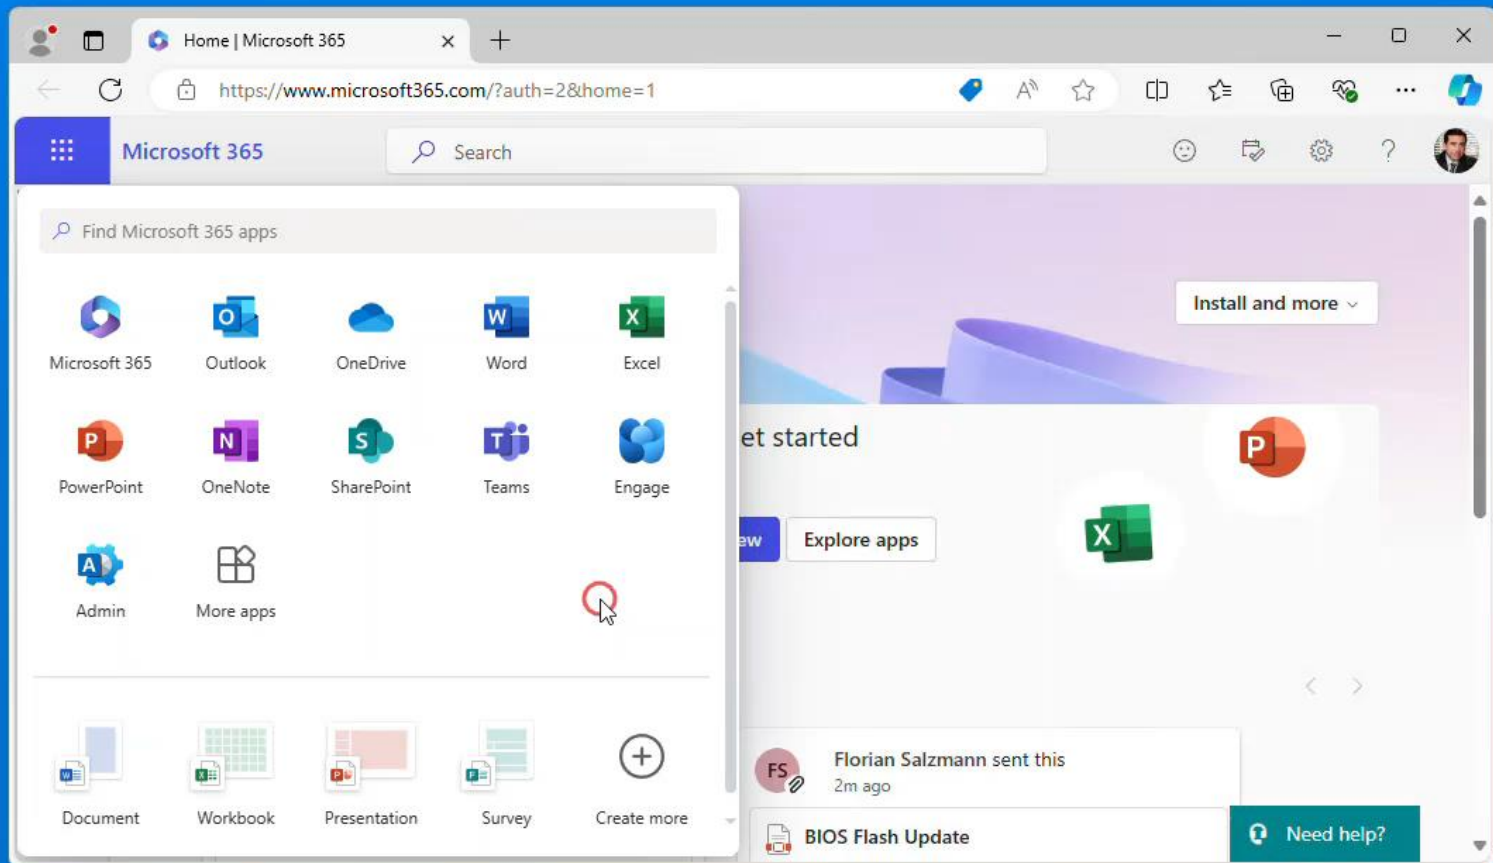 Home | Microsoft 365
https://www.microsoft365.com/?auth=2&home=1
Microsoft 365
Search
Find Microsoft 365 apps
Microsoft 365
Outlook
OneDrive
Word
Excel
PowerPoint
OneNote
SharePoint
Teams
Engage
Admin
More apps
Document
Workbook
Presentation
Survey
Create more
Install and more
et started
ew
Explore apps
FS
Florian Salzmann sent this
2m ago
BIOS Flash Update
Need help?